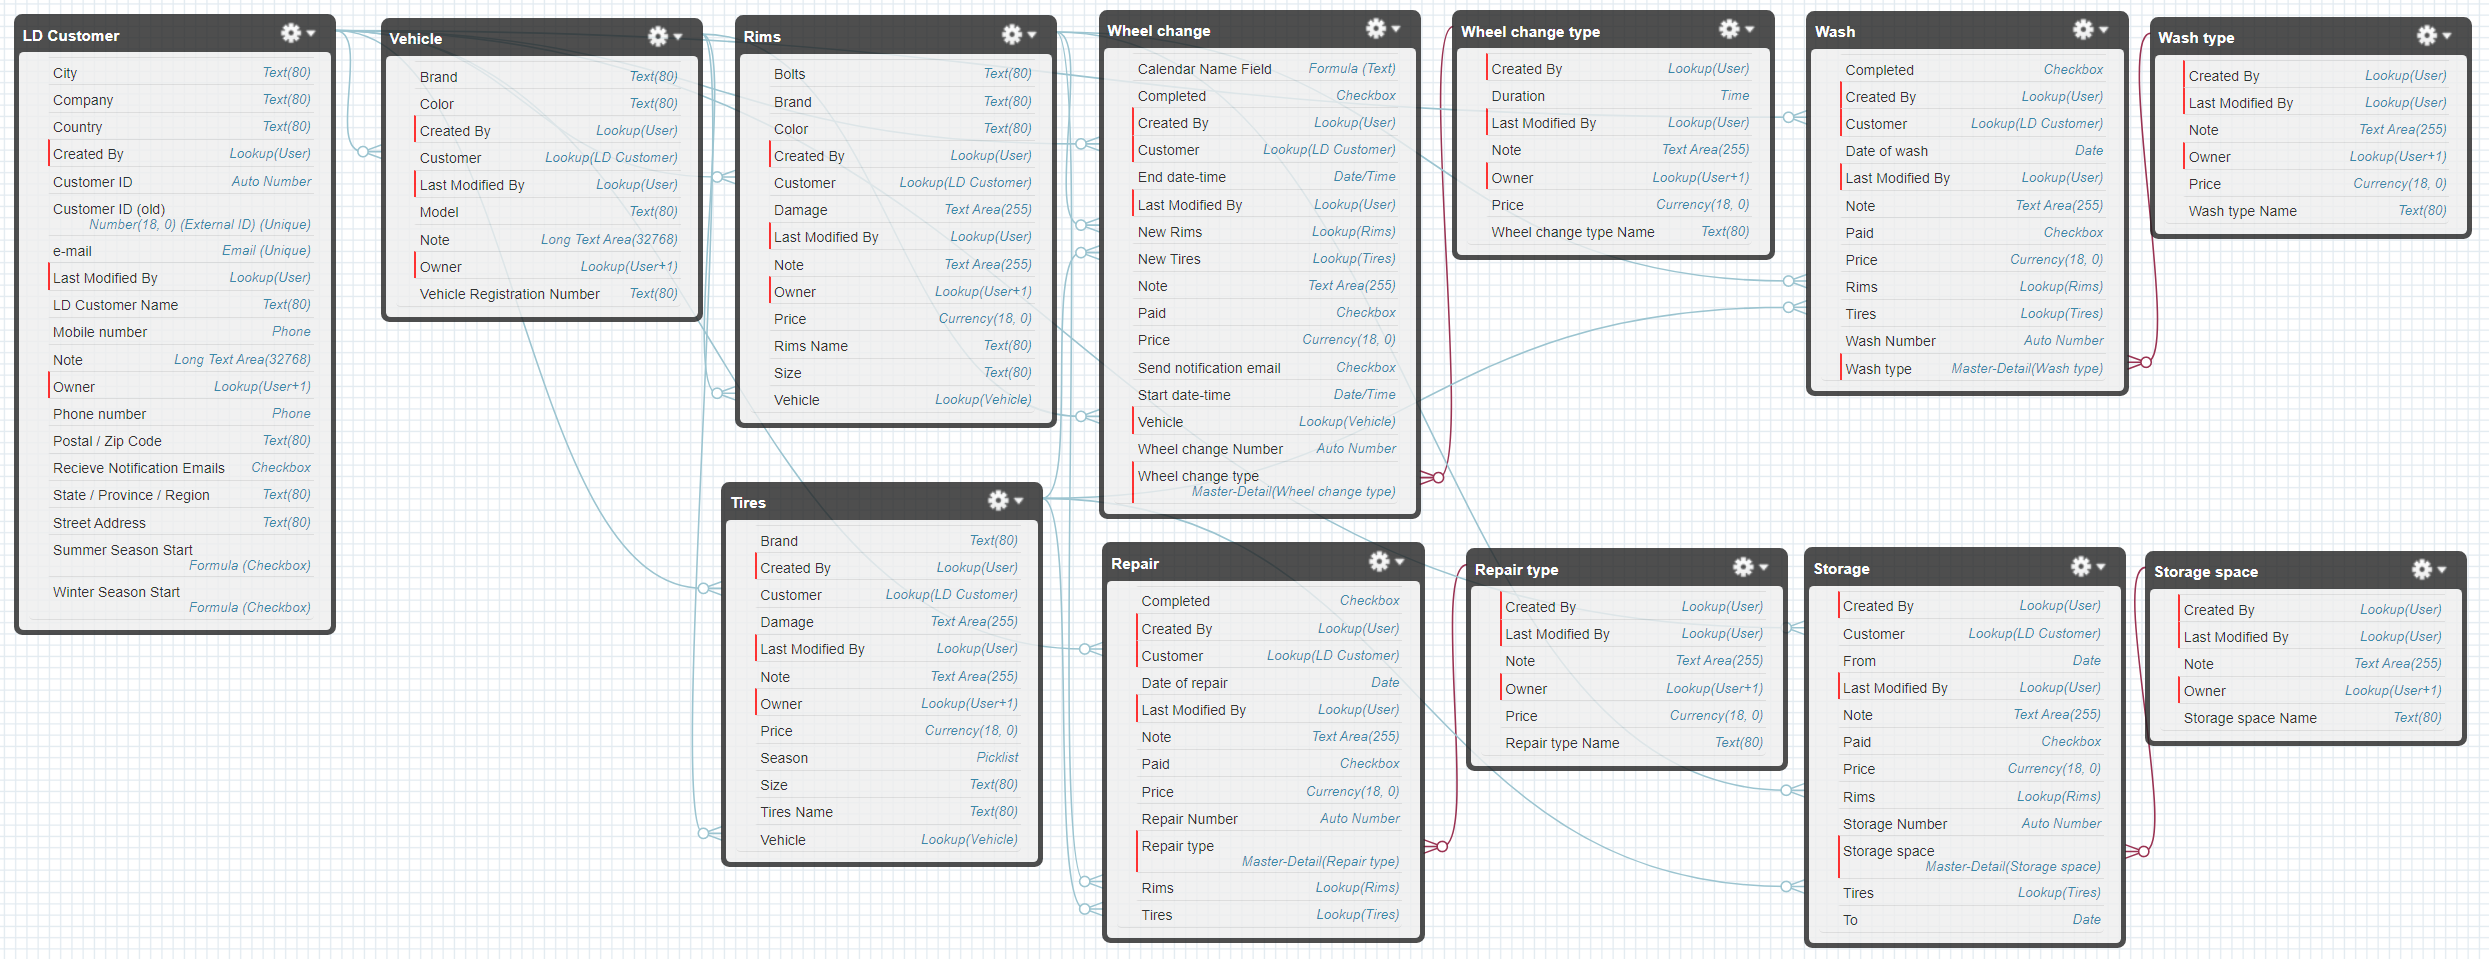 LD Customer
City Text(80)
Company Text(80)
Country Text(80)
Created By Lookup(User)
Customer ID Auto Number
Customer ID (old)
Number(18, 0) (External ID) (Unique)
e-mail Email (Unique)
Last Modified By Lookup(User)
LD Customer Name Text(80)
Mobile number Phone
Note Long Text Area(32768)
Owner Lookup(User+1)
Phone number Phone
Postal / Zip Code Text(80)
Recieve Notification Emails Checkbox
State / Province / Region Text(80)
Street Address Text(80)
Summer Season Start
Formula (Checkbox)
Winter Season Start
Formula (Checkbox)
Vehicle
Brand Text(80)
Color Text(80)
Created By Lookup(User)
Customer Lookup(LD Customer)
Last Modified By Lookup(User)
Model Text(80)
Note Long Text Area(32768)
Owner Lookup(User+1)
Vehicle Registration Number Text(80)
Rims
Bolts Text(80)
Brand Text(80)
Color Text(80)
Created By Lookup(User)
Customer Lookup(LD Customer)
Damage Text Area(255)
Last Modified By Lookup(User)
Note Text Area(255)
Owner Lookup(User+1)
Price Currency(18, 0)
Rims Name Text(80)
Size Text(80)
Vehicle Lookup(Vehicle)
Tires
Brand Text(80)
Created By Lookup(User)
Customer Lookup(LD Customer)
Damage Text Area(255)
Last Modified By Lookup(User)
Note Text Area(255)
Owner Lookup(User+1)
Price Currency(18, 0)
Season Picklist
Size Text(80)
Tires Name Text(80)
Vehicle Lookup(Vehicle)
Wheel change
Calendar Name Field Formula (Text)
Completed Checkbox
Created By Lookup(User)
Customer Lookup(LD Customer)
End date-time Date/Time
Last Modified By Lookup(User)
New Rims Lookup(Rims)
New Tires Lookup(Tires)
Note Text Area(255)
Paid Checkbox
Price Currency(18, 0)
Send notification email Checkbox
Start date-time Date/Time
Vehicle Lookup(Vehicle)
Wheel change Number Auto Number
Wheel change type
Master-Detail(Wheel change type)
Repair
Completed Checkbox
Created By Lookup(User)
Customer Lookup(LD Customer)
Date of repair Date
Last Modified By Lookup(User)
Note Text Area(255)
Paid Checkbox
Price Currency(18, 0)
Repair Number Auto Number
Repair type
Master-Detail(Repair type)
Rims Lookup(Rims)
Tires Lookup(Tires)
Wheel change type
Created By Lookup(User)
Duration Time
Last Modified By Lookup(User)
Note Text Area(255)
Owner Lookup(User+1)
Price Currency(18, 0)
Wheel change type Name Text(80)
Repair type
Created By Lookup(User)
Last Modified By Lookup(User)
Note Text Area(255)
Owner Lookup(User+1)
Price Currency(18, 0)
Repair type Name Text(80)
Wash
Completed Checkbox
Created By Lookup(User)
Customer Lookup(LD Customer)
Date of wash Date
Last Modified By Lookup(User)
Note Text Area(255)
Paid Checkbox
Price Currency(18, 0)
Rims Lookup(Rims)
Tires Lookup(Tires)
Wash Number Auto Number
Wash type Master-Detail(Wash type)
Storage
Created By Lookup(User)
Customer Lookup(LD Customer)
From Date
Last Modified By Lookup(User)
Note Text Area(255)
Paid Checkbox
Price Currency(18, 0)
Rims Lookup(Rims)
Storage Number Auto Number
Storage space
Master-Detail(Storage space)
Tires Lookup(Tires)
To Date
Wash type
Created By Lookup(User)
Last Modified By Lookup(User)
Note Text Area(255)
Owner Lookup(User+1)
Price Currency(18, 0)
Wash type Name Text(80)
Storage space
Created By Lookup(User)
Last Modified By Lookup(User)
Note Text Area(255)
Owner Lookup(User+1)
Storage space Name Text(80)